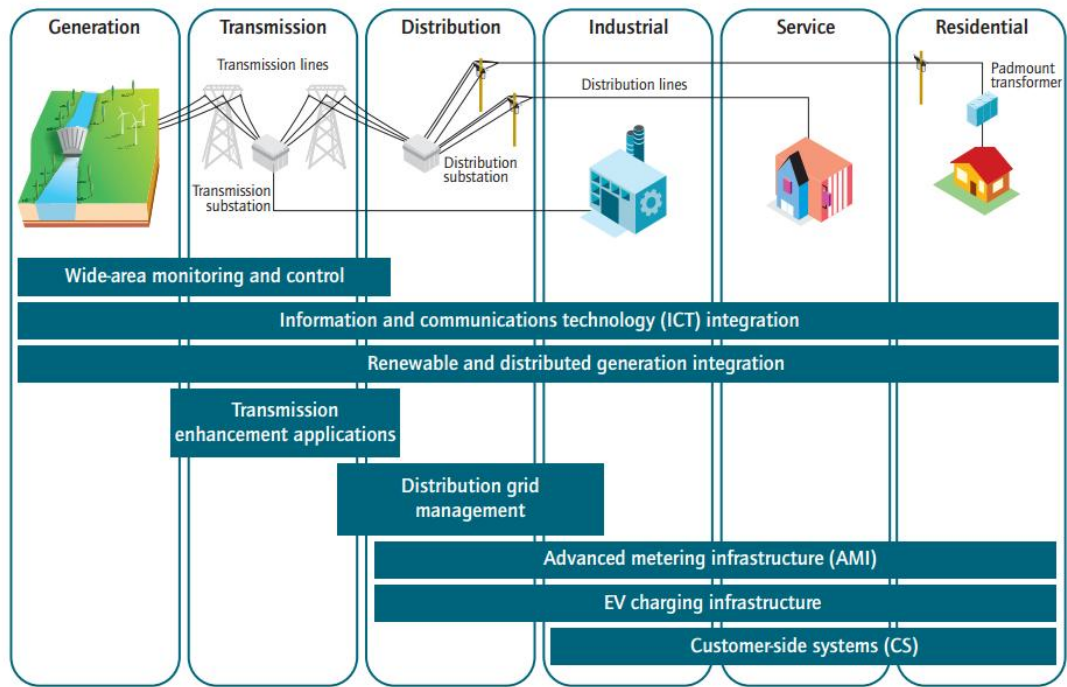 Generation
Transmission
Distribution
Industrial
Service
Residential
Transmission lines
Padmount
transformer
Distribution lines
Distribution
substation
Transmission
substation
Wide-area monitoring and control
Information and communications technology (ICT) integration
Renewable and distributed generation integration
Transmission
enhancement applications
Distribution grid
management
Advanced metering infrastructure (AMI)
EV charging infrastructure
Customer-side systems (CS)